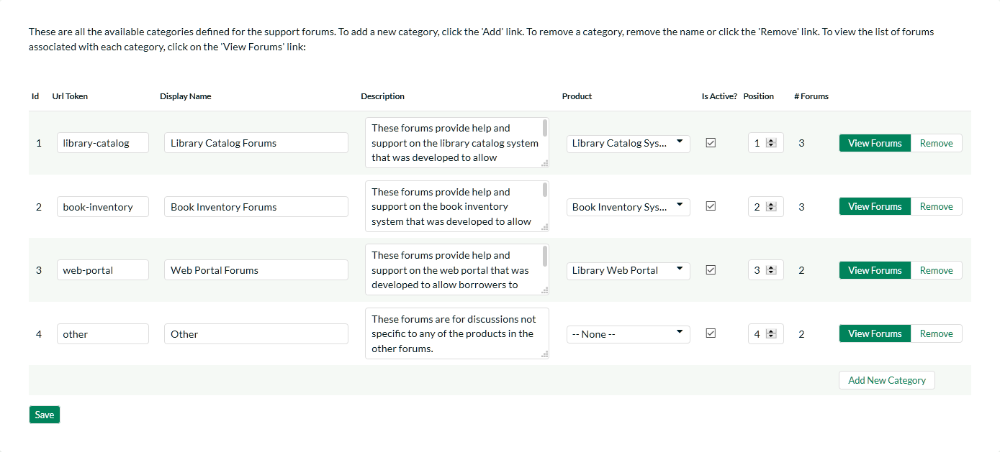 These are all the available categories defined for the support forums. To add a new category, click the 'Add' link. To remove a category, remove the name or click the 'Remove' link. To view the list of forums
associated with each category, click on the 'View Forums' link:
Id Url Token Display Name Description Product Is Active? Position # Forums
1 library-catalog Library Catalog Forums
These forums provide help and
support on the library catalog system
that was developed to allow
Library Catalog Sys... 1 3 View Forums Remove
2 book-inventory Book Inventory Forums
These forums provide help and
support on the book inventory
system that was developed to allow
Book Inventory Sys... 2 3 View Forums Remove
3 web-portal Web Portal Forums
These forums provide help and
support on the web portal that was
developed to allow borrowers to
Library Web Portal 3 2 View Forums Remove
4 other Other
These forums are for discussions not
specific to any of the products in the
other forums.
-- None -- 4 2 View Forums Remove
Add New Category
Save